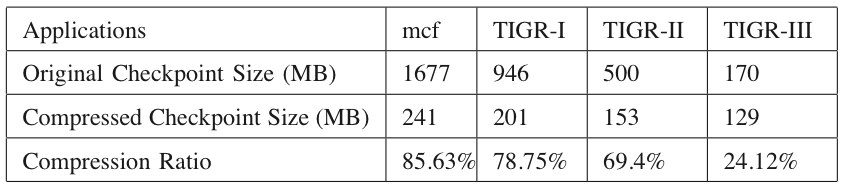 Applications mcf TIGR-I TIGR-II TIGR-III
Original Checkpoint Size (MB) 1677 946 500 170
Compressed Checkpoint Size (MB) 241 201 153 129
Compression Ratio 85.63% 78.75% 69.4% 24.12%